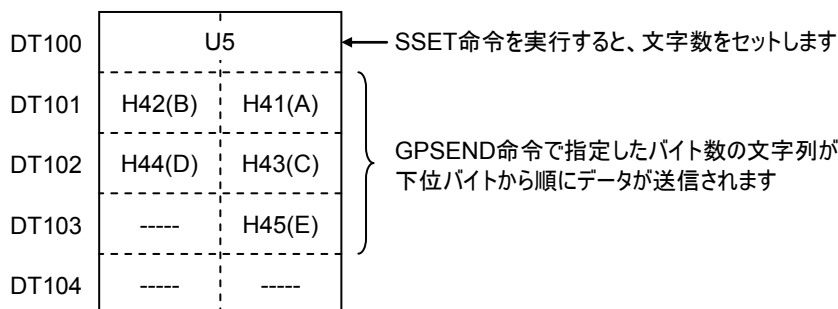 DT100 U5 SSET命令を実行すると、文字数をセットします
DT101 H42(B) H41(A)
DT102 H44(D) H43(C)
GPSEND命令で指定したバイト数の文字列が
下位バイトから順にデータが送信されます
DT103 ----- H45(E)
DT104 ----- -----